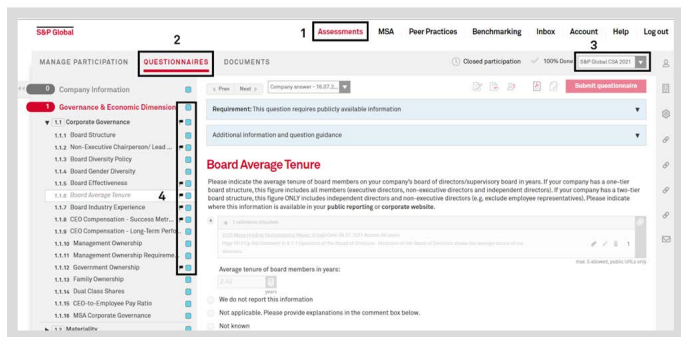 S&P Global
2
1
Assessments
MSA
Peer Practices
Benchmarking
Inbox
Account
Help
Log out
3
MANAGE PARTICIPATION
QUESTIONNAIRES
DOCUMENTS
Closed participation
100% Done
S&P Global CSA 2021
0 Company Information
< Prev Next >
Company answer - 16.07.2...
Submit questionnaire
1 Governance & Economic Dimension
1.1 Corporate Governance
1.1.1 Board Structure
1.1.2 Non-Executive Chairperson/ Lead ...
1.1.3 Board Diversity Policy
1.1.4 Board Gender Diversity
1.1.5 Board Effectiveness
1.1.6 Board Average Tenure
4
1.1.7 Board Industry Experience
1.1.8 CEO Compensation - Success Metr...
1.1.9 CEO Compensation - Long-Term Perfo...
1.1.10 Management Ownership
1.1.11 Management Ownership Requireme...
1.1.12 Government Ownership
1.1.13 Family Ownership
1.1.14 Dual Class Shares
1.1.15 CEO-to-Employee Pay Ratio
1.1.16 MSA Corporate Governance
1.2 Materiality
Requirement: This question requires publicly available information
Additional information and question guidance
Board Average Tenure
Please indicate the average tenure of board members on your company's board of directors/supervisory board in years. If your company has a one-tier
board structure, this figure includes all members (executive directors, non-executive directors and independent directors). If your company has a two-tier
board structure, this figure ONLY includes independent directors and non-executive directors (e.g. exclude employee representatives). Please indicate
where this information is available in your public reporting or corporate website.
1 references attached
1
max. 5 allowed, public URLs only
Average tenure of board members in years:
years
We do not report this information
Not applicable. Please provide explanations in the comment box below.
Not known